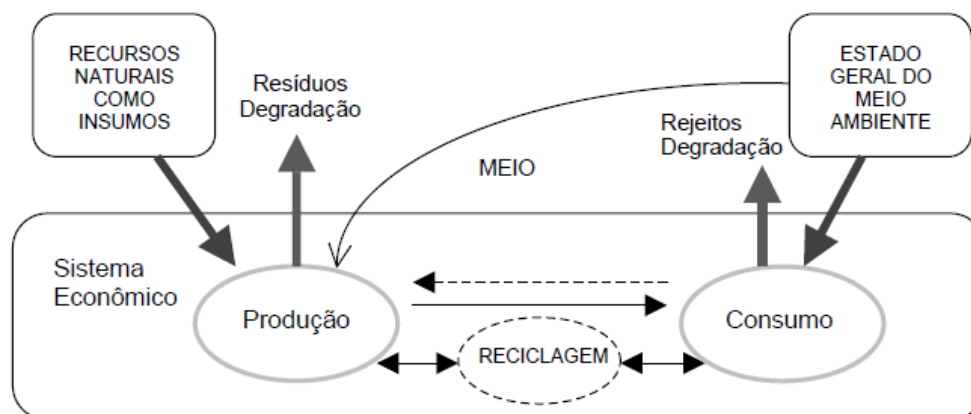 RECURSOS
NATURAIS
COMO
INSUMOS
Resíduos
Degradação
ESTADO
GERAL DO
MEIO
AMBIENTE
Rejeitos
Degradação
MEIO
Sistema
Econômico
Produção
Consumo
RECICLAGEM